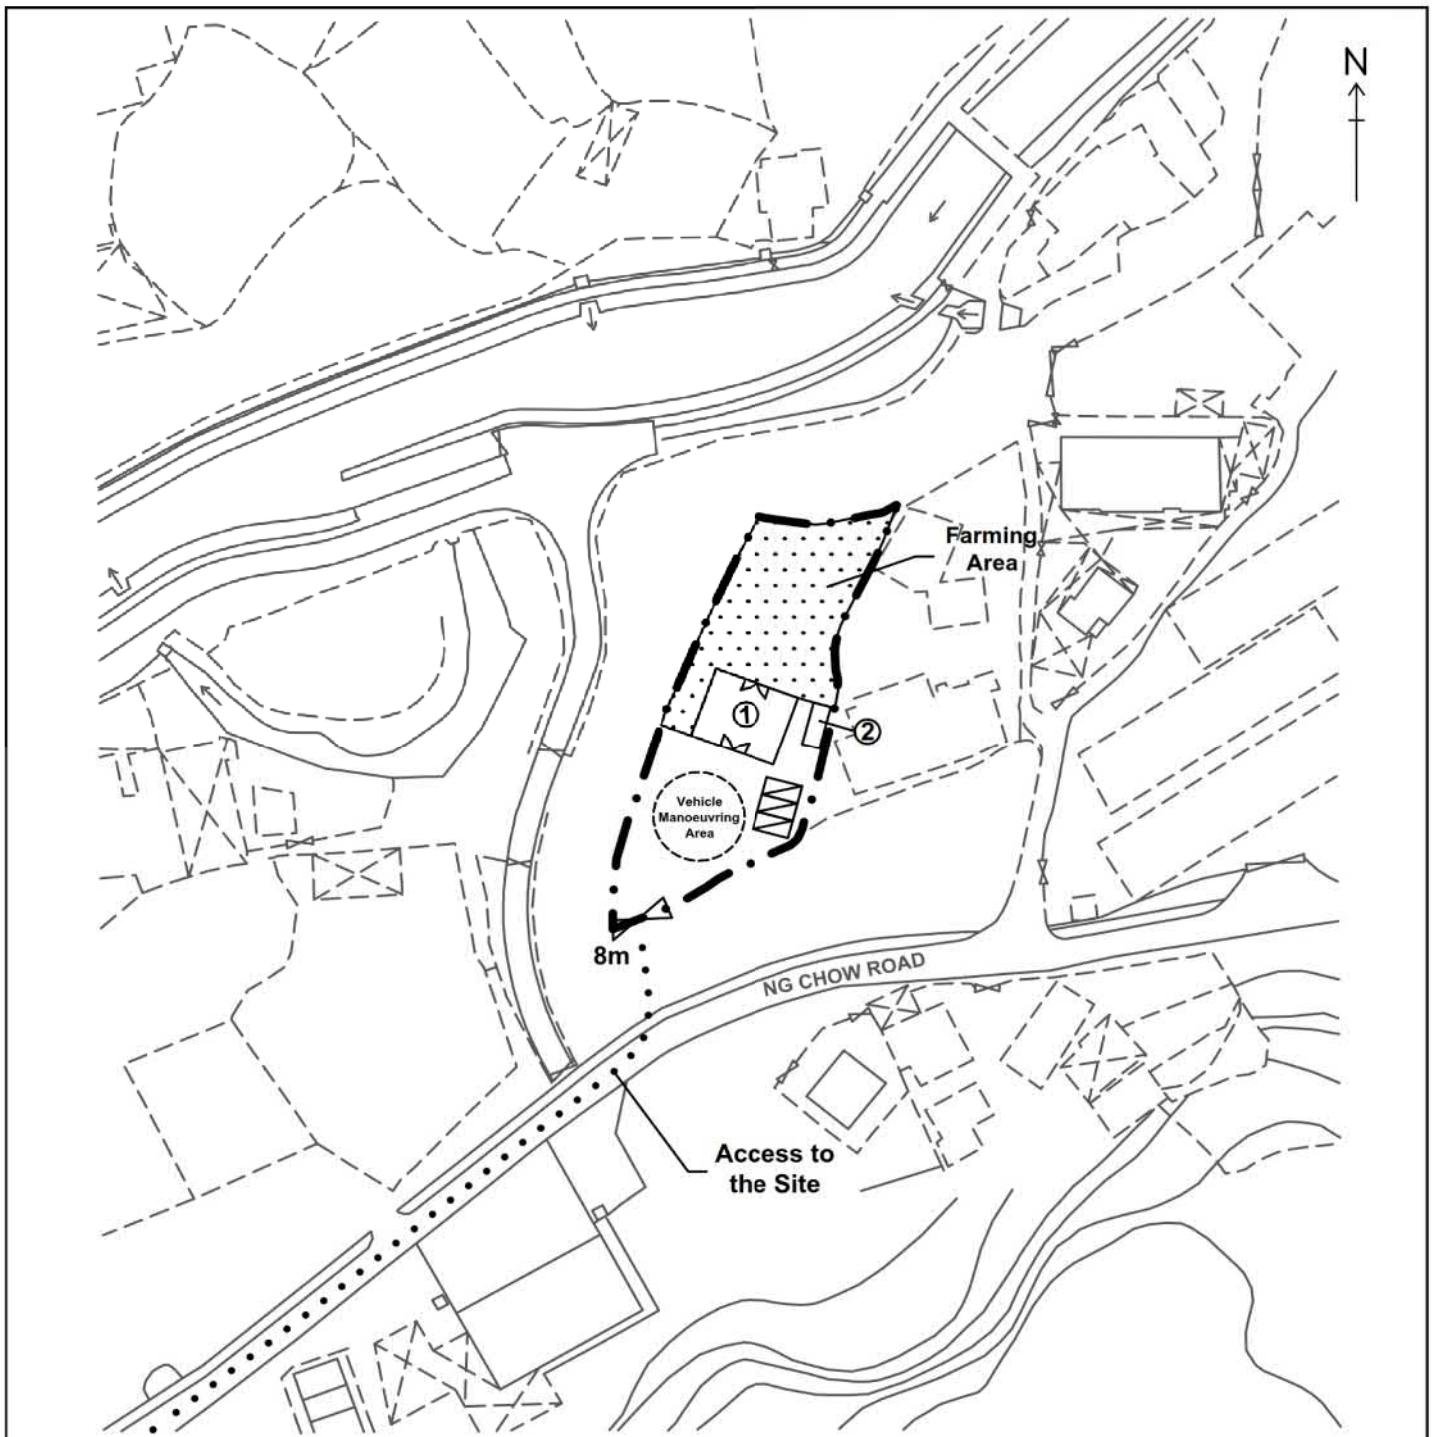 N
Farming
Area
①
②
Vehicle
Manoeuvring
Area
8m
NG CHOW ROAD
Access to
the Site